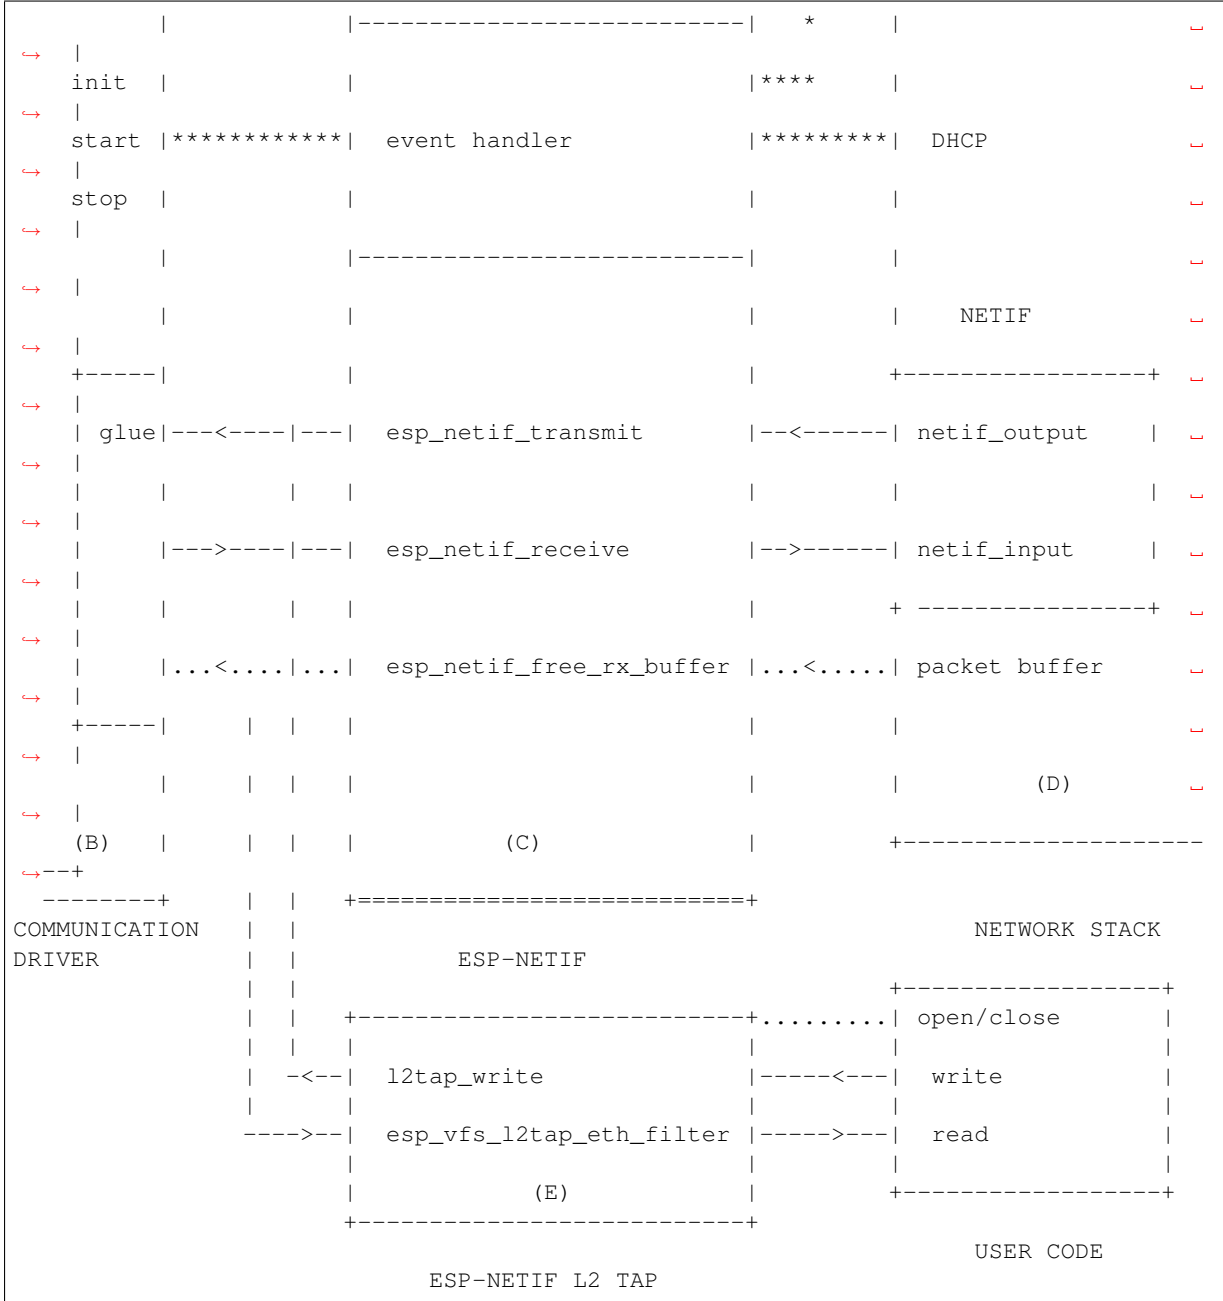 |            |---------------------------|   *     |                    ␣
↪  |
    init  |            |                           |****     |                    ␣
↪  |
    start |************|  event handler            |*********|  DHCP              ␣
↪  |
    stop  |            |                           |         |                    ␣
↪  |
          |            |---------------------------|         |                    ␣
↪  |
          |            |                           |         |    NETIF           ␣
↪  |
    +-----|            |                           |         +-----------------+  ␣
↪  |
    | glue|---<----|---|  esp_netif_transmit       |--<------| netif_output    |  ␣
↪  |
    |     |        |   |                           |         |                 |  ␣
↪  |
    |     |--->----|---|  esp_netif_receive        |-->------| netif_input     |  ␣
↪  |
    |     |        |   |                           |         + ----------------+  ␣
↪  |
    |     |...<....|...|  esp_netif_free_rx_buffer |...<.....| packet buffer      ␣
↪  |
    +-----|     |  |   |                           |         |                    ␣
↪  |
          |     |  |   |                           |         |         (D)        ␣
↪  |
    (B)   |     |  |   |          (C)              |         +---------------------
↪--+
  --------+     |  |   +===========================+
COMMUNICATION   |  |                                               NETWORK STACK
DRIVER          |  |           ESP-NETIF
                |  |                                         +------------------+
                |  |   +---------------------------+.........| open/close       |
                |  |   |                           |         |                  |
                |  -<--|  l2tap_write              |-----<---|  write           |
                |      |                           |         |                  |
                ---->--|  esp_vfs_l2tap_eth_filter |----->---|  read            |
                       |                           |         |                  |
                       |            (E)            |         +------------------+
                       +---------------------------+
                                                                   USER CODE
                             ESP-NETIF L2 TAP